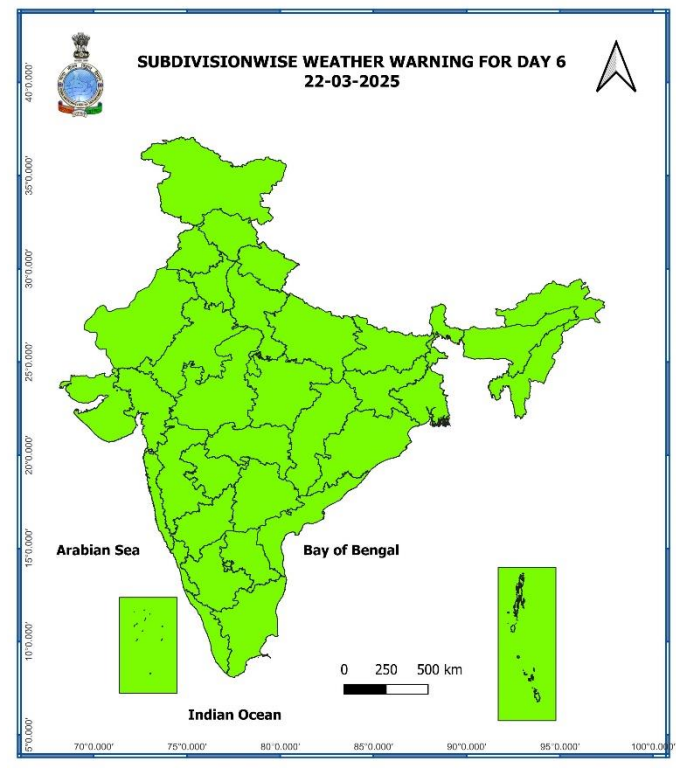 SUBDIVISIONWISE WEATHER WARNING FOR DAY 6
22-03-2025
40°0.000'
35°0.000'
30°0.000'
25°0.000'
20°0.000'
15°0.000'
10°0.000'
5°0.000'
Arabian Sea
Bay of Bengal
0 250 500 km
Indian Ocean
70°0.000' 75°0.000' 80°0.000' 85°0.000' 90°0.000' 95°0.000' 100°0.000'